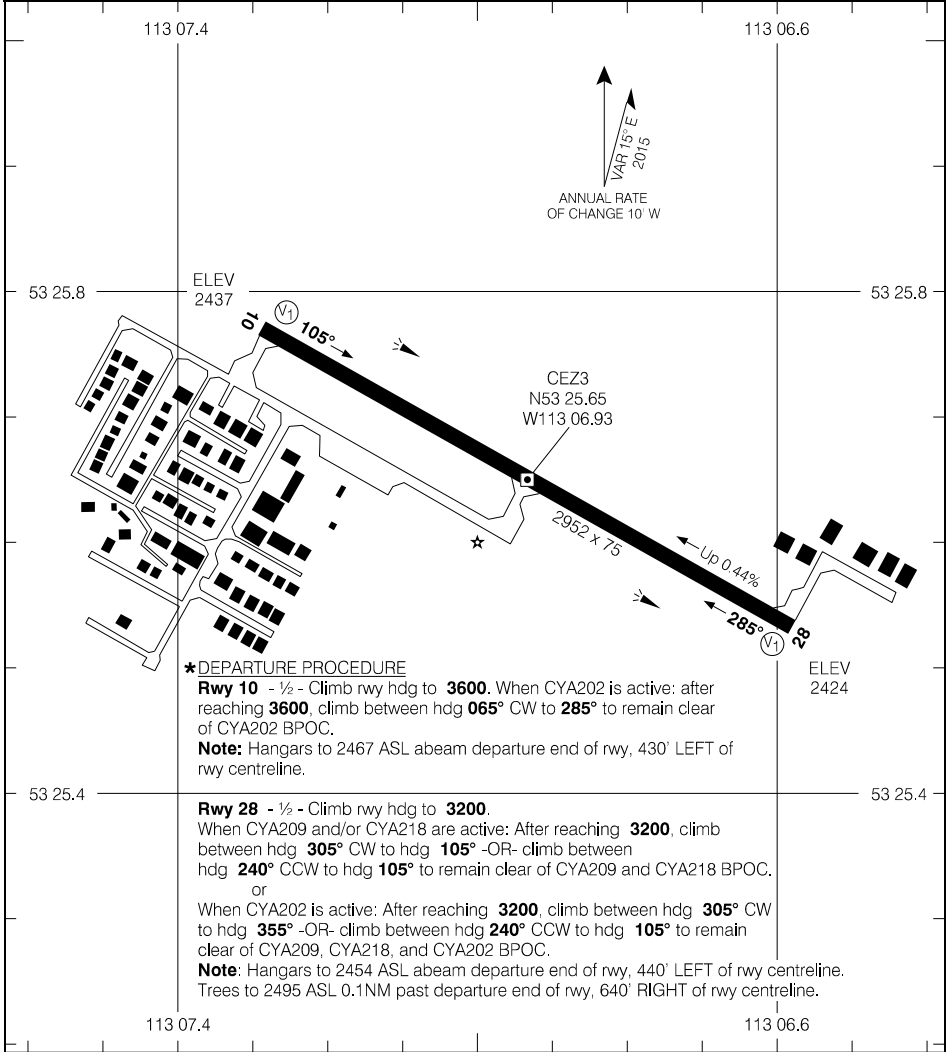 113 07.4
113 06.6
VAR 15° E
2015
ANNUAL RATE
OF CHANGE 10' W
53 25.8
ELEV
2437
53 25.8
V1
10
105°
CEZ3
N53 25.65
W113 06.93
2952 x 75
Up 0.44%
285°
V1
28
ELEV
2424
*DEPARTURE PROCEDURE
Rwy 10 - ½ - Climb rwy hdg to 3600. When CYA202 is active: after
reaching 3600, climb between hdg 065° CW to 285° to remain clear
of CYA202 BPOC.
Note: Hangars to 2467 ASL abeam departure end of rwy, 430' LEFT of
rwy centreline.
53 25.4
53 25.4
Rwy 28 - ½ - Climb rwy hdg to 3200.
When CYA209 and/or CYA218 are active: After reaching 3200, climb
between hdg 305° CW to hdg 105° -OR- climb between
hdg 240° CCW to hdg 105° to remain clear of CYA209 and CYA218 BPOC.
or
When CYA202 is active: After reaching 3200, climb between hdg 305° CW
to hdg 355° -OR- climb between hdg 240° CCW to hdg 105° to remain
clear of CYA209, CYA218, and CYA202 BPOC.
Note: Hangars to 2454 ASL abeam departure end of rwy, 440' LEFT of rwy centreline.
Trees to 2495 ASL 0.1NM past departure end of rwy, 640' RIGHT of rwy centreline.
113 07.4
113 06.6